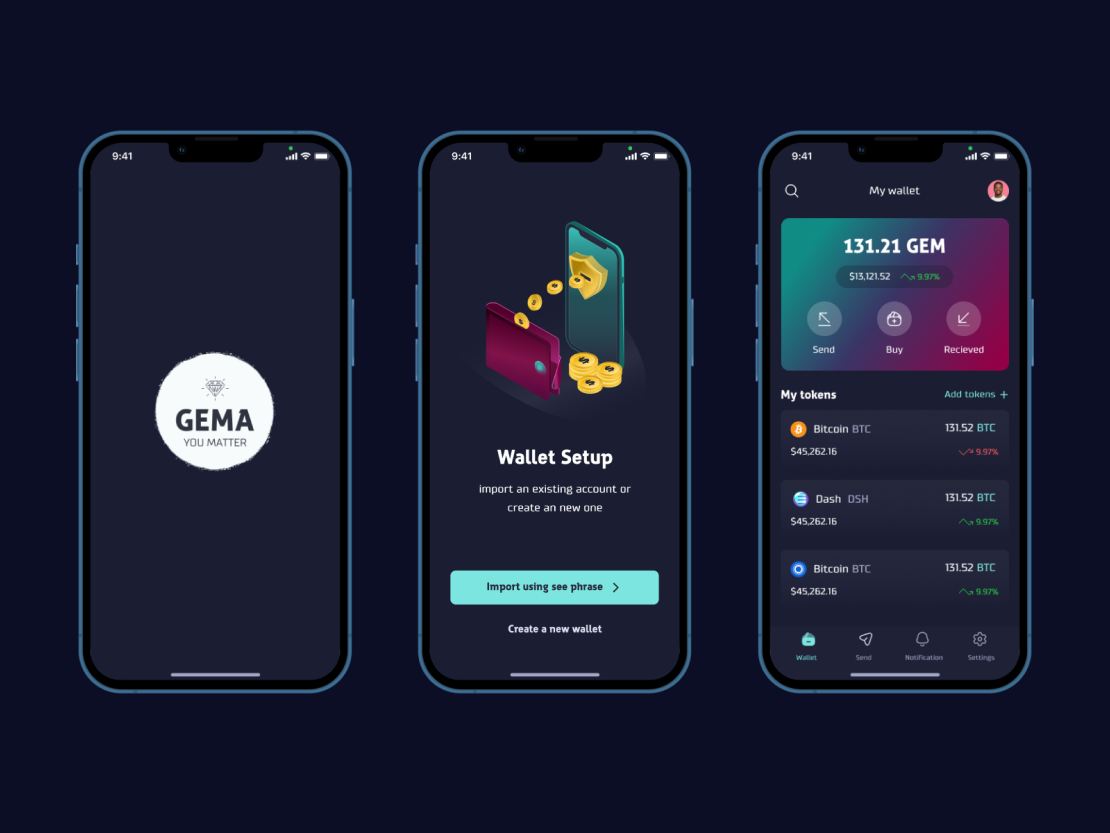 9:41
GEMA
YOU MATTER
9:41
Wallet Setup
import an existing account or
create an new one
Import using see phrase
Create a new wallet
9:41
My wallet
131.21 GEM
$13,121.52 9.97%
Send Buy Recieved
My tokens Add tokens +
Bitcoin BTC 131.52 BTC
$45,262.16 9.97%
Dash DSH 131.52 BTC
$45,262.16 9.97%
Bitcoin BTC 131.52 BTC
$45,262.16 9.97%
Wallet Send Notification Settings